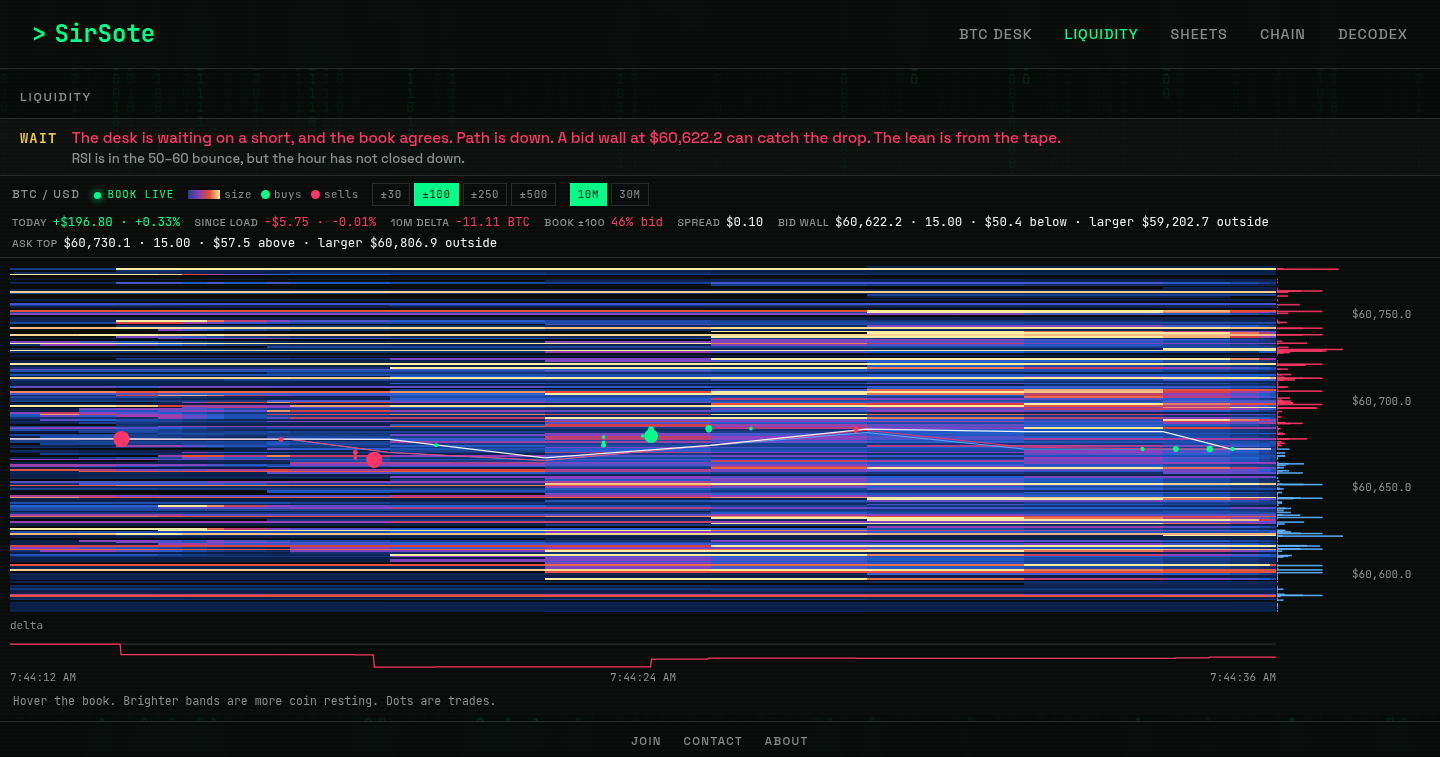 > SirSote
BTC DESK LIQUIDITY SHEETS CHAIN DECODEX
LIQUIDITY
WAIT The desk is waiting on a short, and the book agrees. Path is down. A bid wall at $60,622.2 can catch the drop. The lean is from the tape.
RSI is in the 50–60 bounce, but the hour has not closed down.
BTC / USD BOOK LIVE size buys sells ±30 ±100 ±250 ±500 10M 30M
TODAY +$196.80 · +0.33% SINCE LOAD -$5.75 · -0.01% 10M DELTA -11.11 BTC BOOK ±100 46% bid SPREAD $0.10 BID WALL $60,622.2 · 15.00 · $50.4 below · larger $59,202.7 outside
ASK TOP $60,730.1 · 15.00 · $57.5 above · larger $60,806.9 outside
$60,750.0
$60,700.0
$60,650.0
$60,600.0
delta
7:44:12 AM 7:44:24 AM 7:44:36 AM
Hover the book. Brighter bands are more coin resting. Dots are trades.
JOIN CONTACT ABOUT